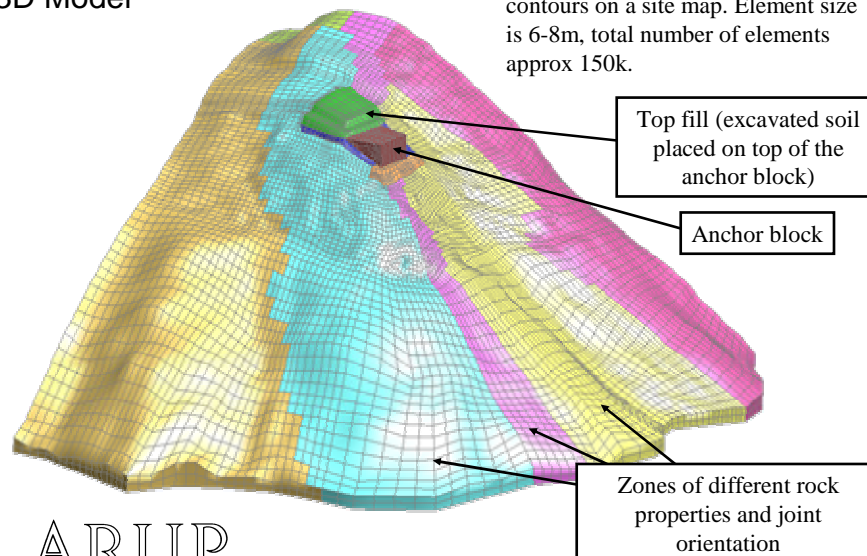 3D Model
contours on a site map. Element size
is 6-8m, total number of elements
approx 150k.
Top fill (excavated soil
placed on top of the
anchor block)
Anchor block
Zones of different rock
properties and joint
orientation
ARUP